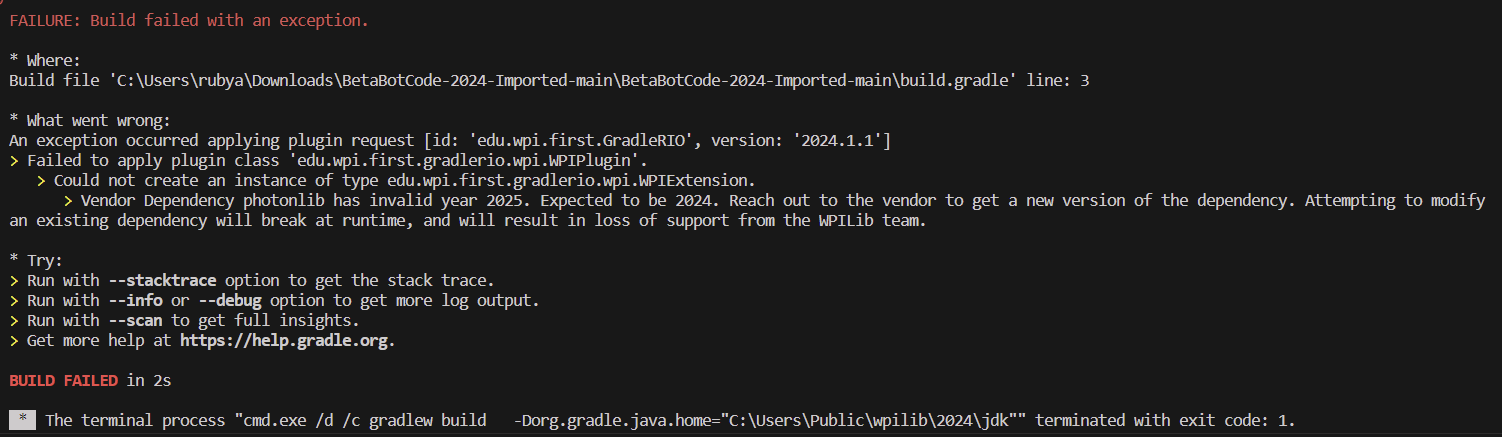 FAILURE: Build failed with an exception.
* Where:
Build file 'C:\Users\rubya\Downloads\BetaBotCode-2024-Imported-main\BetaBotCode-2024-Imported-main\build.gradle' line: 3
* What went wrong:
An exception occurred applying plugin request [id: 'edu.wpi.first.GradleRIO', version: '2024.1.1']
> Failed to apply plugin class 'edu.wpi.first.gradlerio.wpi.WPIPlugin'.
> Could not create an instance of type edu.wpi.first.gradlerio.wpi.WPIExtension.
> Vendor Dependency photonlib has invalid year 2025. Expected to be 2024. Reach out to the vendor to get a new version of the dependency. Attempting to modify
an existing dependency will break at runtime, and will result in loss of support from the WPILib team.
* Try:
> Run with --stacktrace option to get the stack trace.
> Run with --info or --debug option to get more log output.
> Run with --scan to get full insights.
> Get more help at https://help.gradle.org.
BUILD FAILED in 2s
* The terminal process "cmd.exe /d /c gradlew build   -Dorg.gradle.java.home="C:\Users\Public\wpilib\2024\jdk"" terminated with exit code: 1.